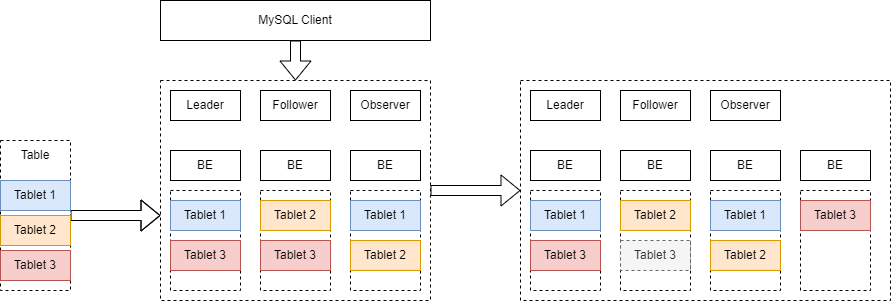 MySQL Client
Leader
Follower
Observer
Leader
Follower
Observer
Table
BE
BE
BE
BE
BE
BE
BE
Tablet 1
Tablet 2
Tablet 3
Tablet 1
Tablet 2
Tablet 1
Tablet 3
Tablet 3
Tablet 2
Tablet 1
Tablet 2
Tablet 1
Tablet 3
Tablet 3
Tablet 3
Tablet 2